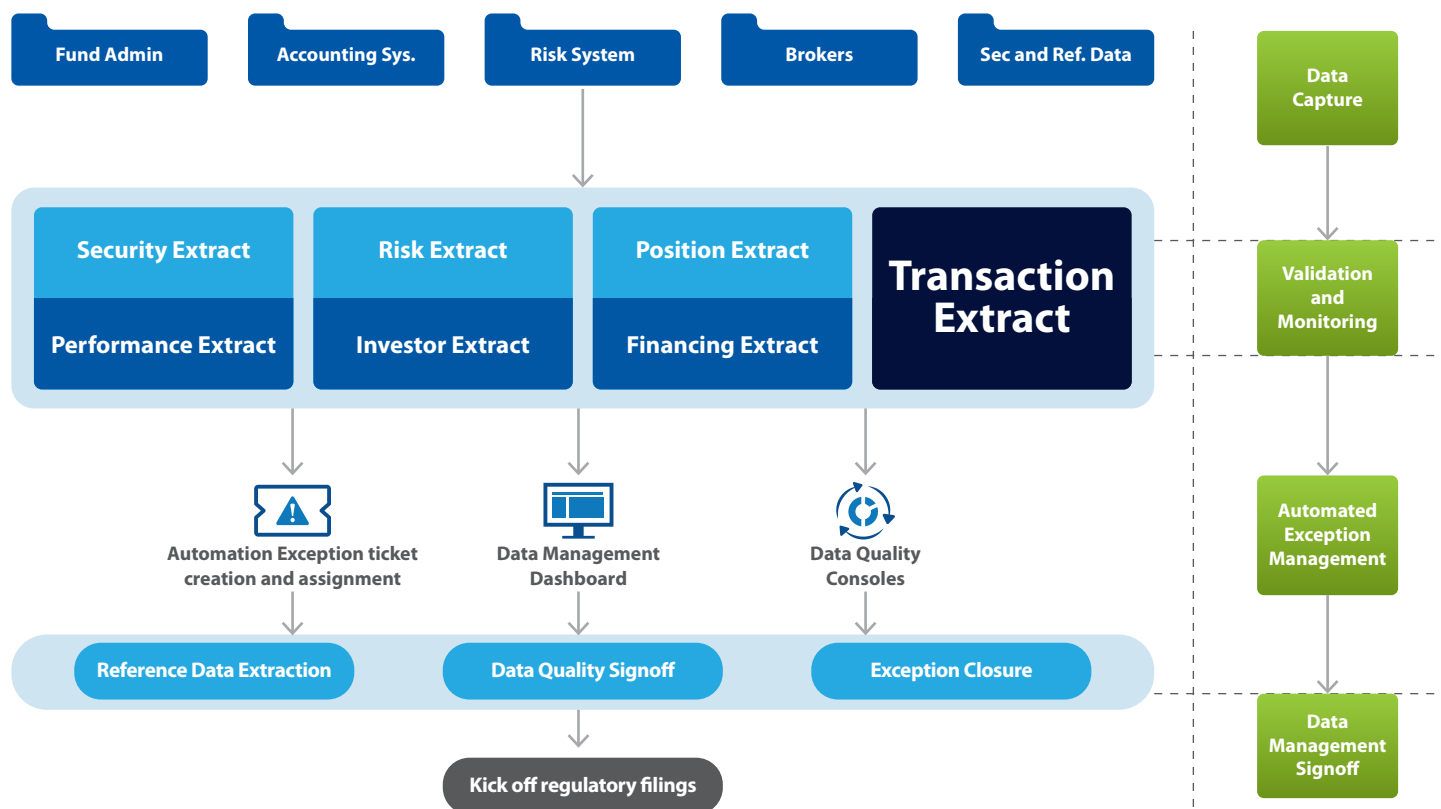 Fund Admin
Accounting Sys.
Risk System
Brokers
Sec and Ref. Data
Data
Capture
Security Extract
Risk Extract
Position Extract
Transaction
Extract
Performance Extract
Investor Extract
Financing Extract
Validation
and
Monitoring
Automation Exception ticket
creation and assignment
Data Management
Dashboard
Data Quality
Consoles
Automated
Exception
Management
Reference Data Extraction
Data Quality Signoff
Exception Closure
Data
Management
Signoff
Kick off regulatory filings